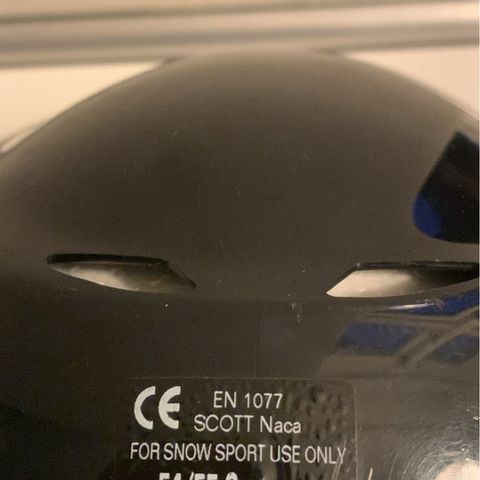 CE EN 1077
SCOTT Naca
FOR SNOW SPORT USE ONLY